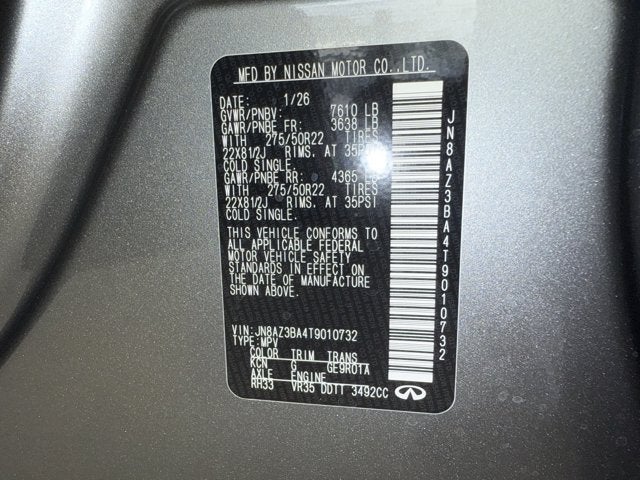 MFD BY NISSAN MOTOR CO.,LTD.
DATE: 1/26
GVWR/PNBV: 7610 LB
GAWR/PNBE FR: 3638 LB
WITH 275/50R22 TIRES
22X81/2J RIMS. AT 35PSI
COLD SINGLE.
GAWR/PNBE RR: 4365 LB
WITH 275/50R22 TIRES
22X81/2J RIMS. AT 35PSI
COLD SINGLE.
THIS VEHICLE CONFORMS TO
ALL APPLICABLE FEDERAL
MOTOR VEHICLE SAFETY
STANDARDS IN EFFECT ON
THE DATE OF MANUFACTURE
SHOWN ABOVE.
VIN: JN8AZ3BA4T9010732
TYPE: MPV
COLOR TRIM TRANS
KCN G GE9R01A
AXLE ENGINE
RH33 VR35 DDTT 3492CC
JN8AZ3BA4T9010732